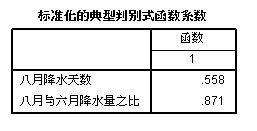 标准化的典型判别式函数系数
函数
1
八月降水天数 .558
八月与六月降水量之比 .871